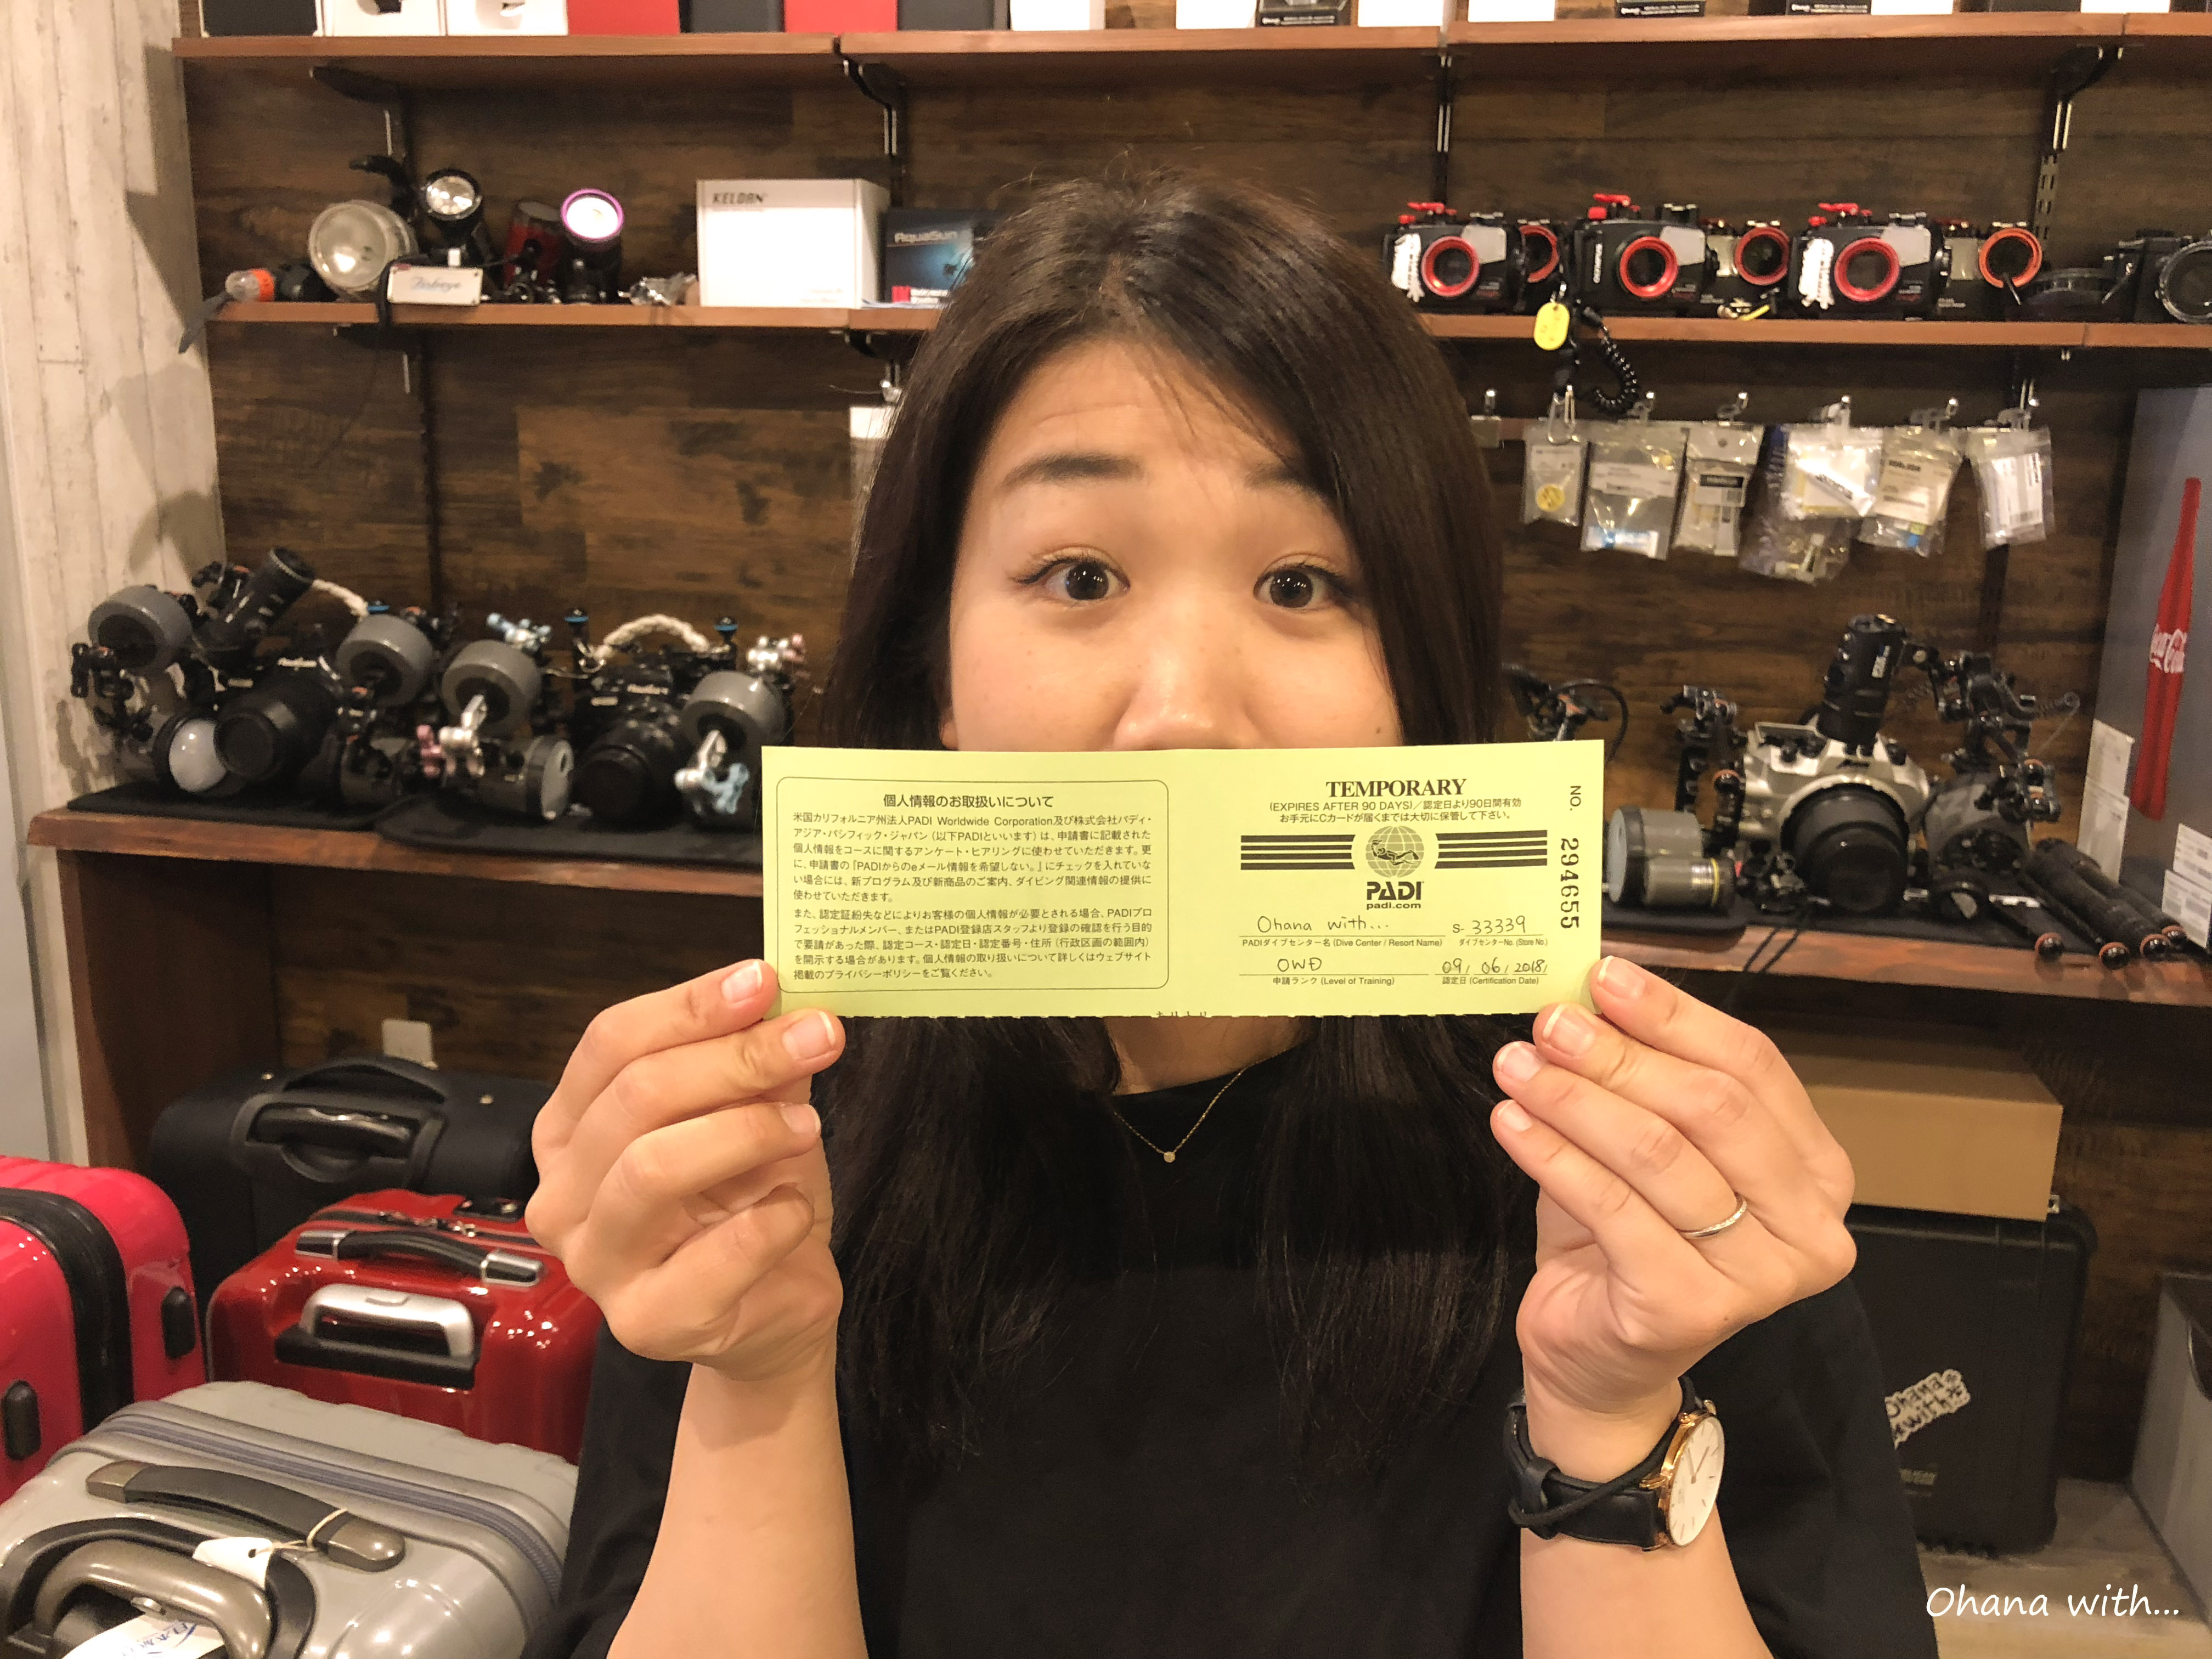 KELDAN
AquaSun
Fisheye
Coca-Cola
個人情報のお取扱いについて
米国カリフォルニア州法人PADI Worldwide Corporation及び株式会社パディ・
アジア・パシフィック・ジャパン（以下PADIといいます）は、申請書に記載された
個人情報をコースに関するアンケート・ヒアリングに使わせていただきます。更
に、申請書の『PADIからのeメール情報を希望しない。』にチェックを入れていな
い場合には、新プログラム及び新商品のご案内、ダイビング関連情報の提供に
使わせていただきます。
また、認定証紛失などによりお客様の個人情報が必要とされる場合、PADIプロ
フェッショナルメンバー、またはPADI登録店スタッフより登録の確認を行う目的
で要請があった際、認定コース・認定日・認定番号・住所（行政区画の範囲内）
を開示する場合があります。個人情報の取り扱いについて詳しくはウェブサイト
掲載のプライバシーポリシーをご覧ください。
TEMPORARY
(EXPIRES AFTER 90 DAYS)／認定日より90日間有効
お手元にCカードが届くまでは大切に保管して下さい。
PADI
padi.com
Ohana with... S- 33339
PADIダイブセンター名 (Dive Center / Resort Name) ダイブセンターNo. (Store No.)
OWD 09, 06, 2018,
申請ランク (Level of Training) 認定日 (Certification Date)
NO. 294655
Ohana with...